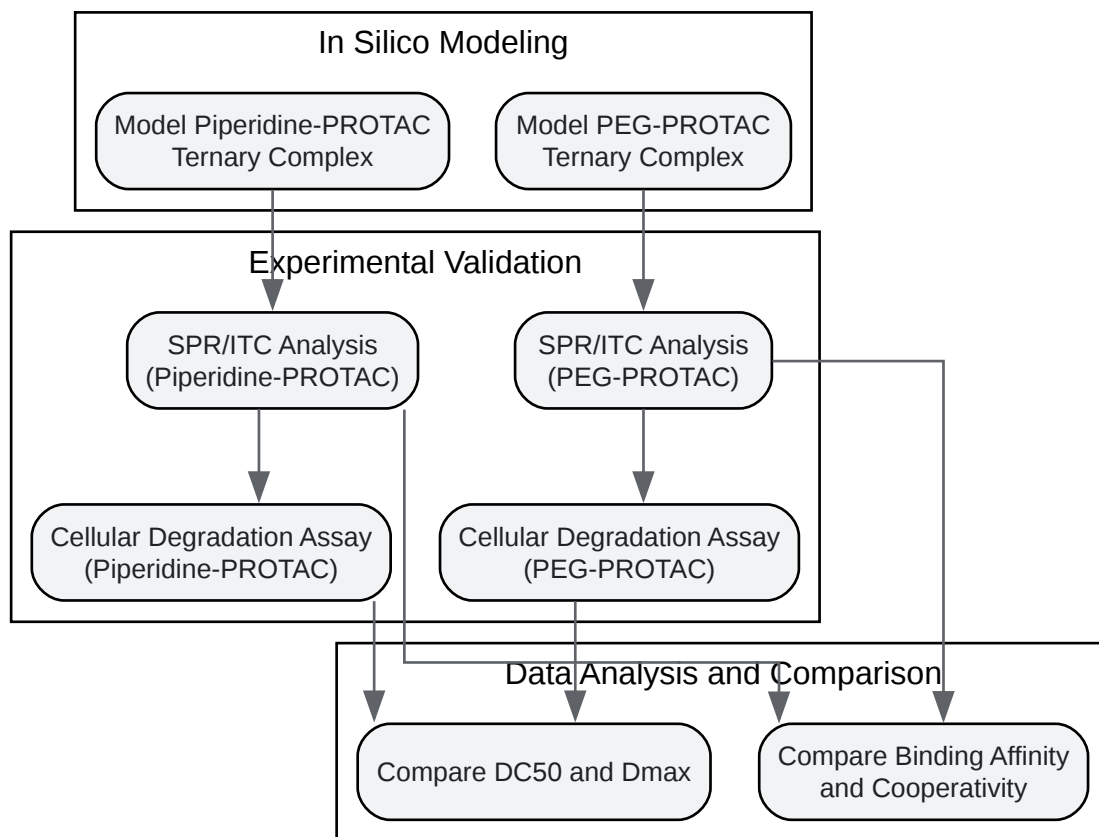 In Silico Modeling
Model Piperidine-PROTAC
Ternary Complex
Model PEG-PROTAC
Ternary Complex
Experimental Validation
SPR/ITC Analysis
(Piperidine-PROTAC)
SPR/ITC Analysis
(PEG-PROTAC)
Cellular Degradation Assay
(Piperidine-PROTAC)
Cellular Degradation Assay
(PEG-PROTAC)
Data Analysis and Comparison
Compare DC50 and Dmax
Compare Binding Affinity
and Cooperativity